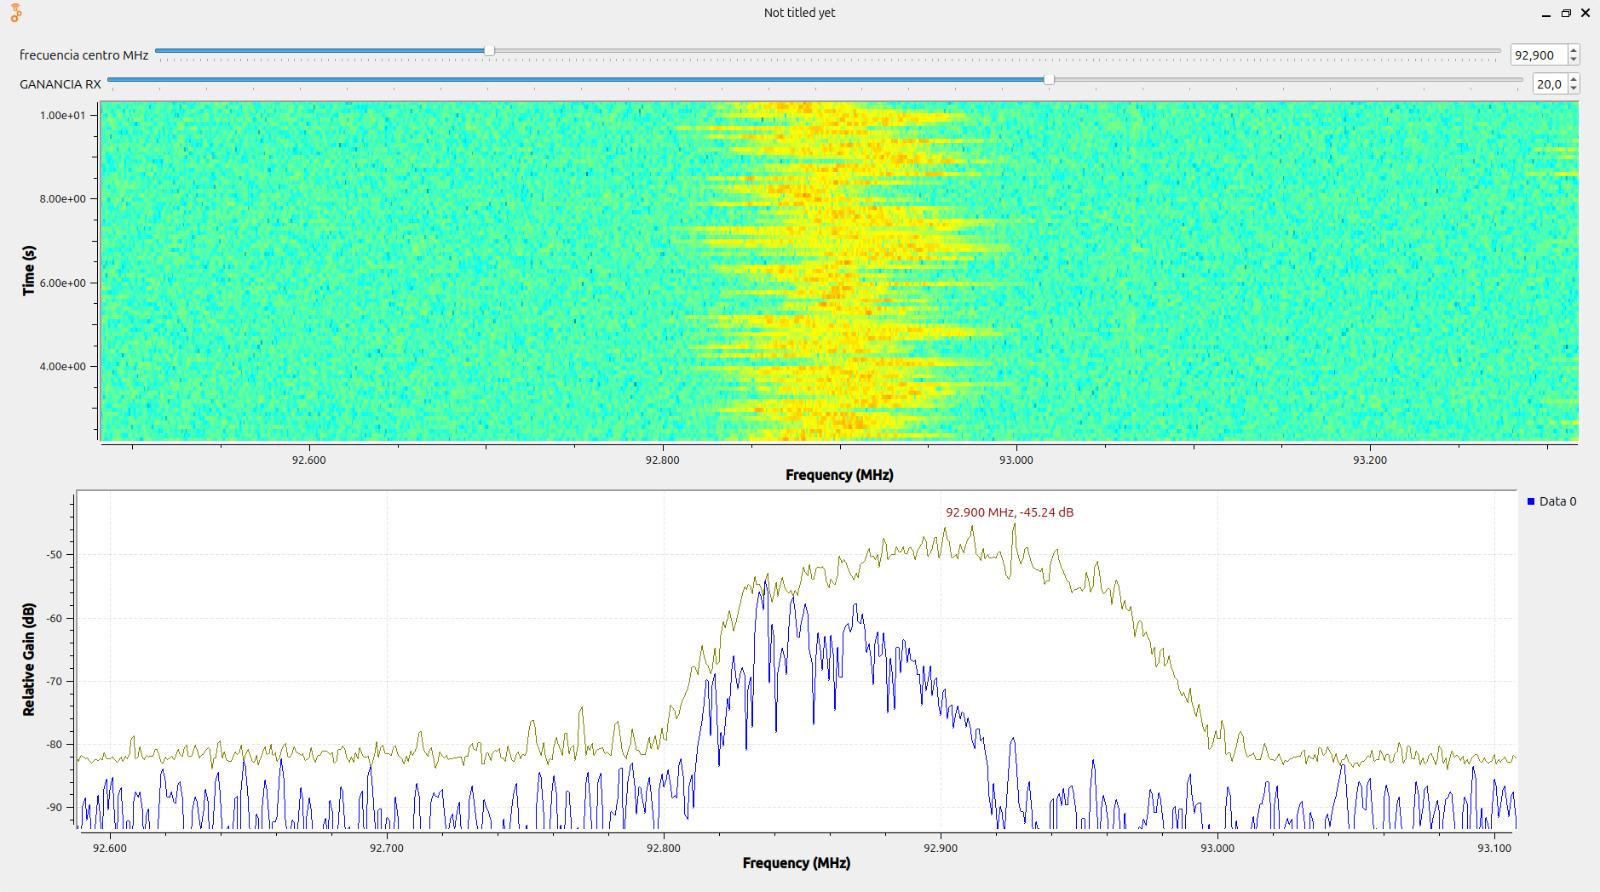 Not titled yet
frecuencia centro MHz
92,900
GANANCIA RX
20,0
1.00e+01
8.00e+00
6.00e+00
4.00e+00
Time (s)
92.600 92.800 93.000 93.200
Frequency (MHz)
92.900 MHz, -45.24 dB
Data 0
-50
-60
-70
-80
-90
Relative Gain (dB)
92.600 92.700 92.800 92.900 93.000 93.100
Frequency (MHz)